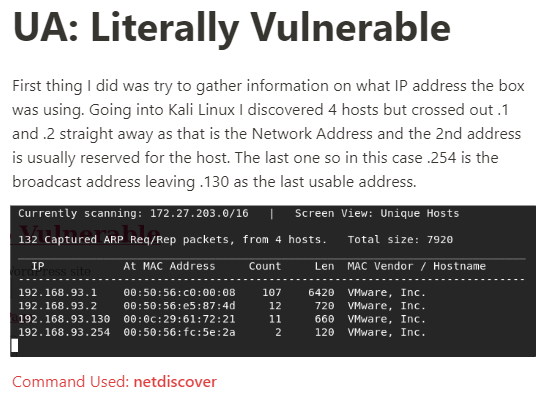 UA: Literally Vulnerable
First thing I did was try to gather information on what IP address the box
was using. Going into Kali Linux I discovered 4 hosts but crossed out .1
and .2 straight away as that is the Network Address and the 2nd address
is usually reserved for the host. The last one so in this case .254 is the
broadcast address leaving .130 as the last usable address.
Currently scanning: 172.27.203.0/16 | Screen View: Unique Hosts
132 Captured ARP Req/Rep packets, from 4 hosts. Total size: 7920
IP At MAC Address Count Len MAC Vendor / Hostname
-----------------------------------------------------------------------------
192.168.93.1 00:50:56:c0:00:08 107 6420 VMware, Inc.
192.168.93.2 00:50:56:e5:87:4d 12 720 VMware, Inc.
192.168.93.130 00:0c:29:61:72:21 11 660 VMware, Inc.
192.168.93.254 00:50:56:fc:5e:2a 2 120 VMware, Inc.
Command Used: netdiscover